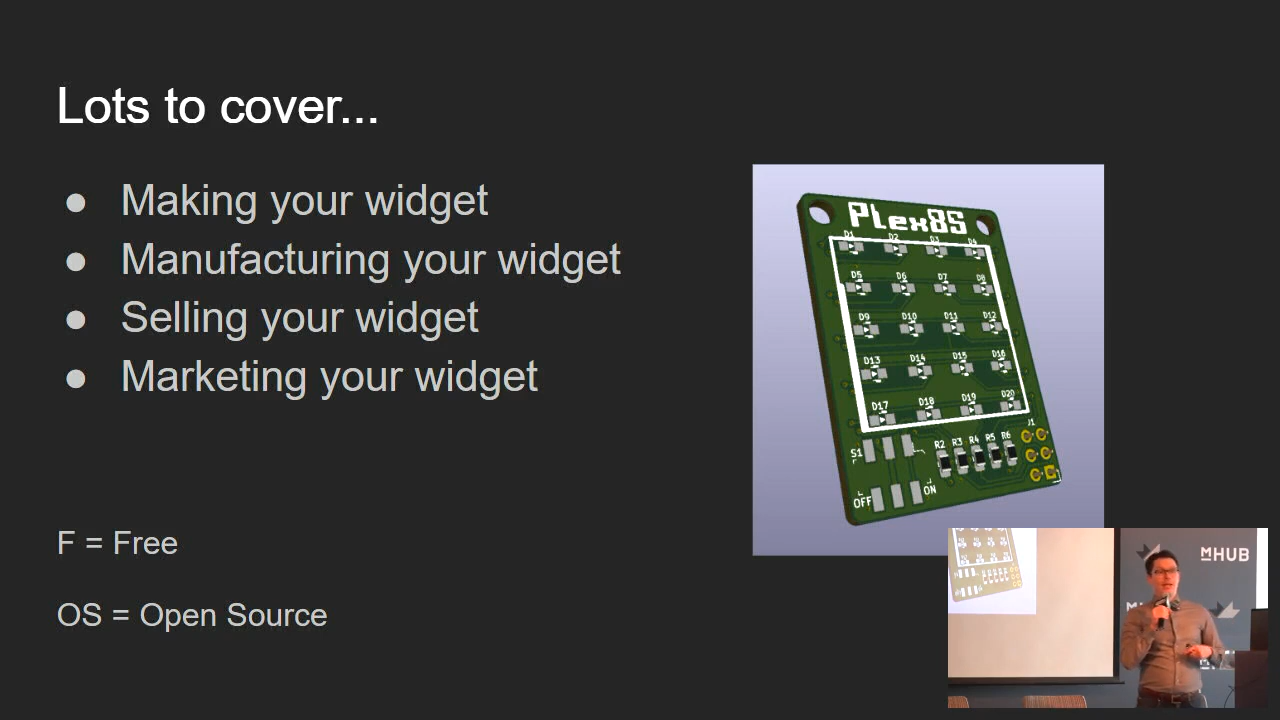 Lots to cover...
● Making your widget
● Manufacturing your widget
● Selling your widget
● Marketing your widget
F = Free
OS = Open Source
PLex8S
D1 D2 D3 D4
D5 D6 D7 D8
D9 D10 D11 D12
D13 D14 D15 D16
D17 D18 D19 D20
S1 R2 R3 R4 R5 R6 J1
OFF ON
MHUB